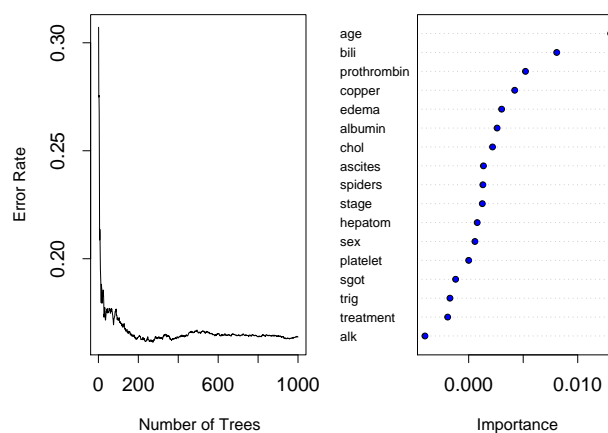 0.30
0.25
0.20
Error Rate
0 200 600 1000
Number of Trees
age
bili
prothrombin
copper
edema
albumin
chol
ascites
spiders
stage
hepatom
sex
platelet
sgot
trig
treatment
alk
0.000 0.010
Importance